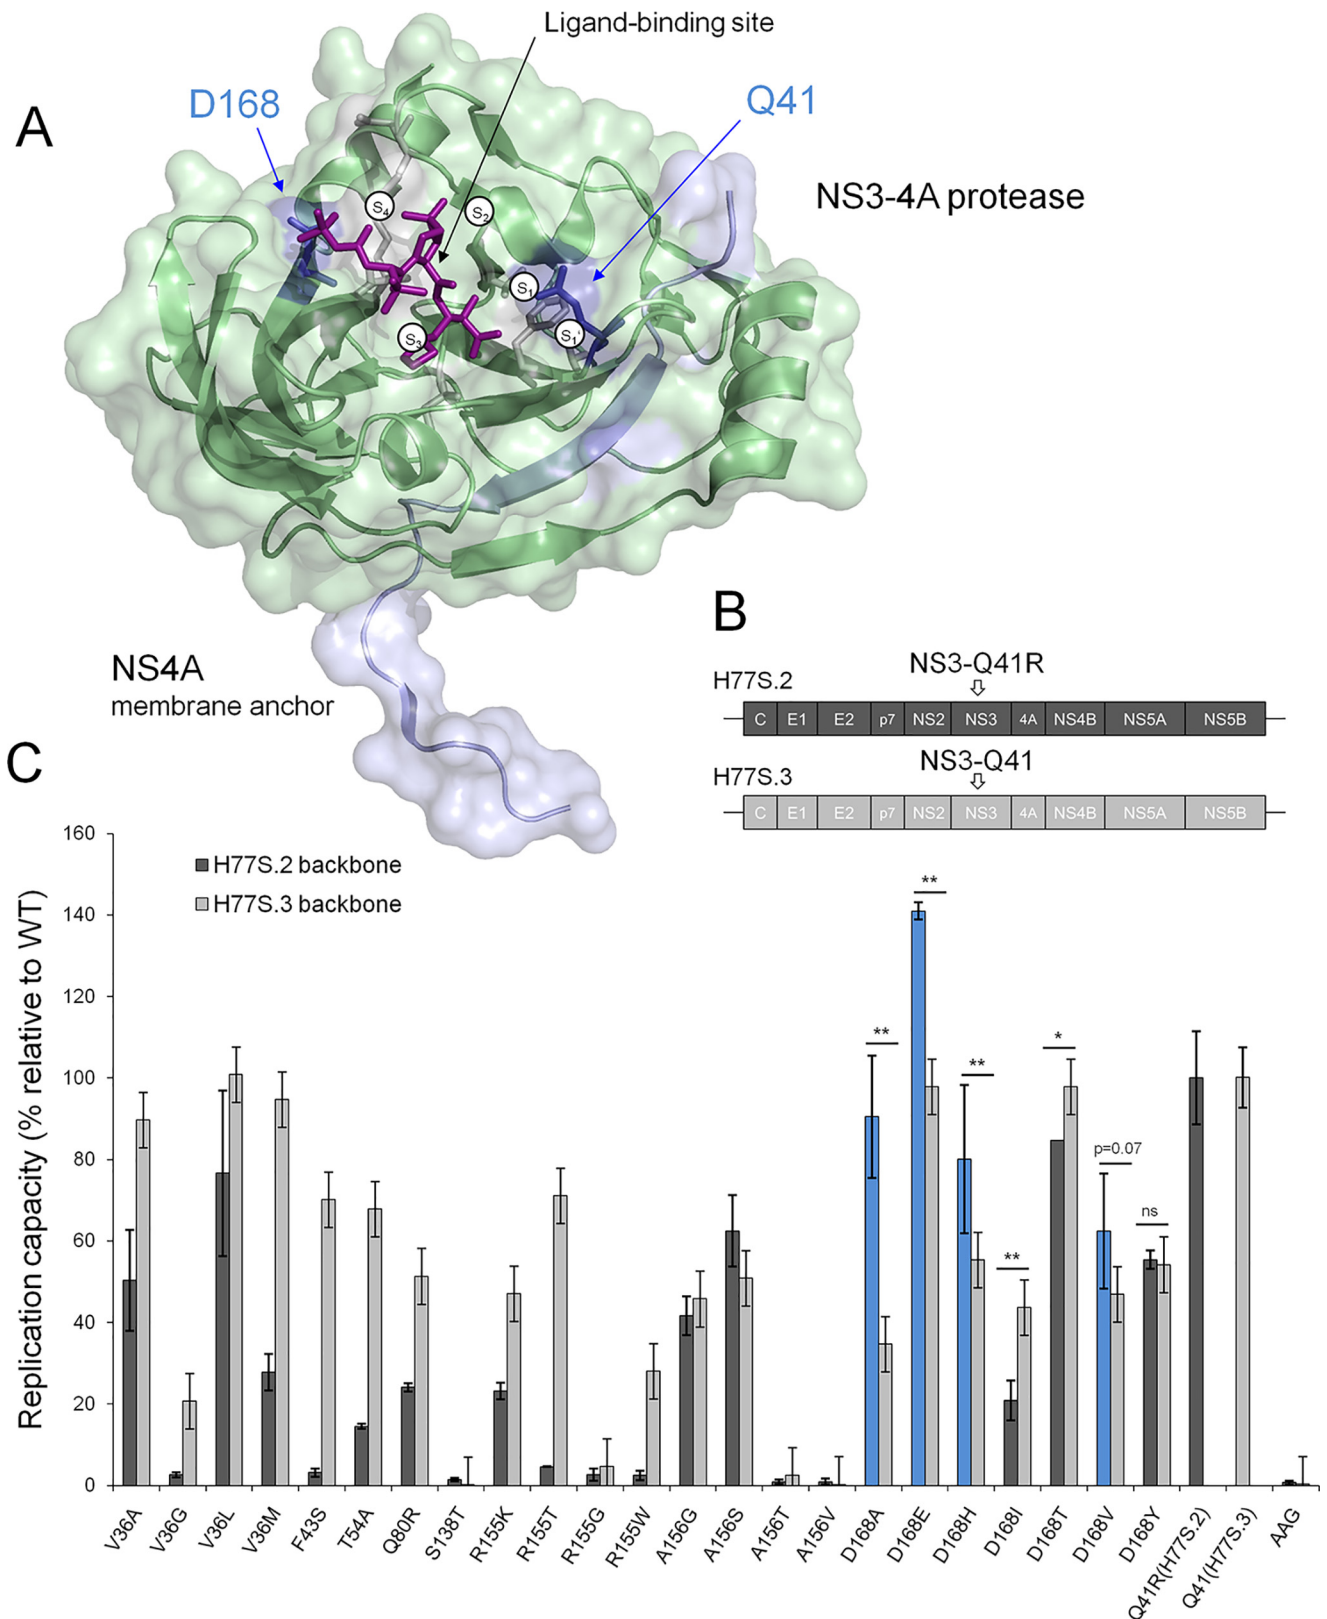 Ligand-binding site
D168
Q41
A
NS3-4A protease
S4
S2
S1
S3
S1'
NS4A
membrane anchor
B
NS3-Q41R
H77S.2
C E1 E2 p7 NS2 NS3 4A NS4B NS5A NS5B
NS3-Q41
H77S.3
C E1 E2 p7 NS2 NS3 4A NS4B NS5A NS5B
C
Replication capacity (% relative to WT)
160
140
120
100
80
60
40
20
0
H77S.2 backbone
H77S.3 backbone
**
**
**
**
*
p=0.07
ns
V36A
V36G
V36L
V36M
F43S
T54A
Q80R
S138T
R155K
R155T
R155G
R155W
A156G
A156S
A156T
A156V
D168A
D168E
D168H
D168I
D168T
D168V
D168Y
Q41R(H77S.2)
Q41(H77S.3)
AAG